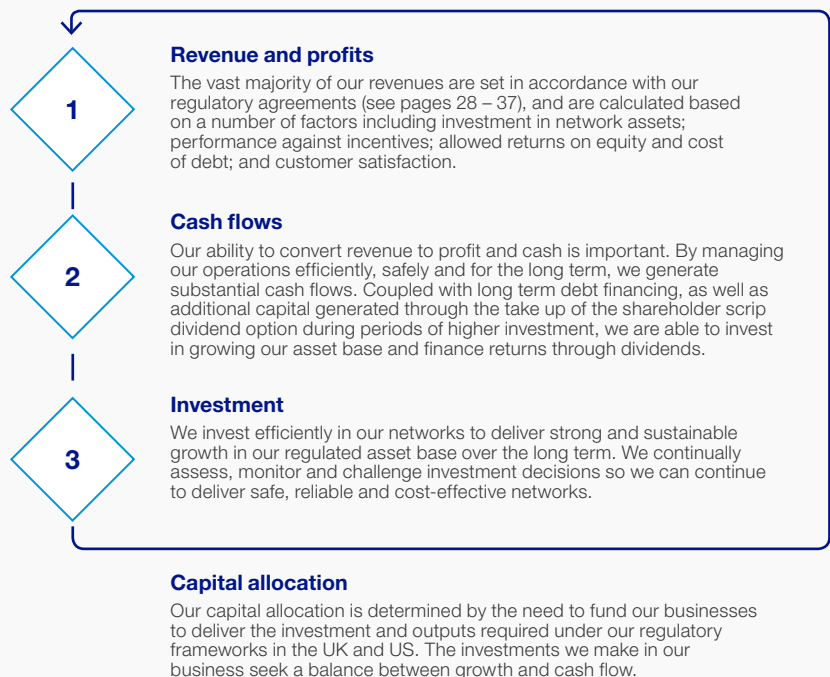 1
Revenue and profits
The vast majority of our revenues are set in accordance with our
regulatory agreements (see pages 28 – 37), and are calculated based
on a number of factors including investment in network assets;
performance against incentives; allowed returns on equity and cost
of debt; and customer satisfaction.
2
Cash flows
Our ability to convert revenue to profit and cash is important. By managing
our operations efficiently, safely and for the long term, we generate
substantial cash flows. Coupled with long term debt financing, as well as
additional capital generated through the take up of the shareholder scrip
dividend option during periods of higher investment, we are able to invest
in growing our asset base and finance returns through dividends.
3
Investment
We invest efficiently in our networks to deliver strong and sustainable
growth in our regulated asset base over the long term. We continually
assess, monitor and challenge investment decisions so we can continue
to deliver safe, reliable and cost-effective networks.
Capital allocation
Our capital allocation is determined by the need to fund our businesses
to deliver the investment and outputs required under our regulatory
frameworks in the UK and US. The investments we make in our
business seek a balance between growth and cash flow.